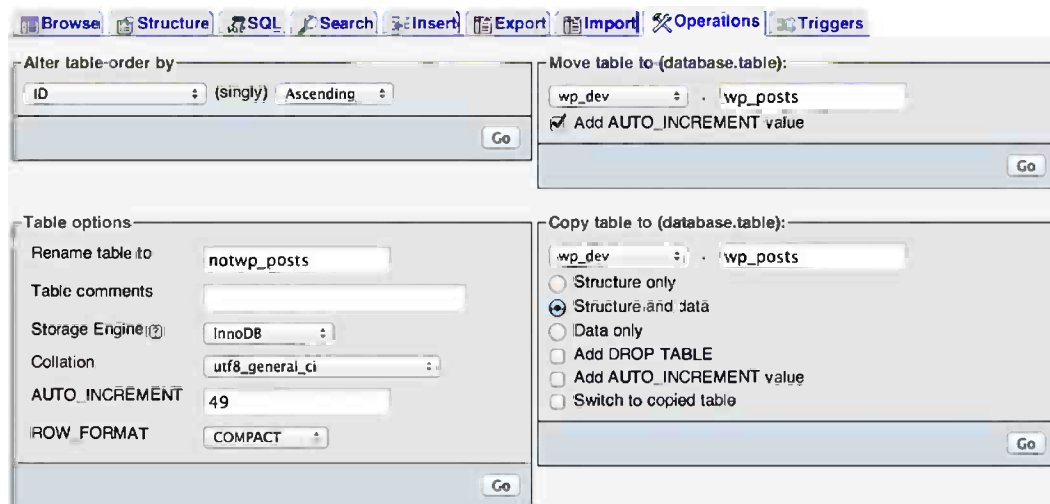 Browse Structure SQL Search Insert Export Import Operations Triggers
Alter table order by
ID (singly) Ascending
Go
Move table to (database.table):
wp_dev . wp_posts
Add AUTO_INCREMENT value
Go
Table options
Rename table to notwp_posts
Table comments
Storage Engine InnoDB
Collation utf8_general_ci
AUTO_INCREMENT 49
ROW_FORMAT COMPACT
Go
Copy table to (database.table):
wp_dev . wp_posts
Structure only
Structure and data
Data only
Add DROP TABLE
Add AUTO_INCREMENT value
Switch to copied table
Go